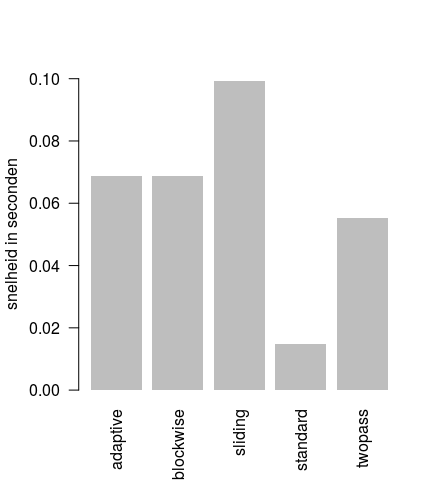 0.10
0.08
0.06
0.04
0.02
0.00
snelheid in seconden
adaptive
blockwise
sliding
standard
twopass